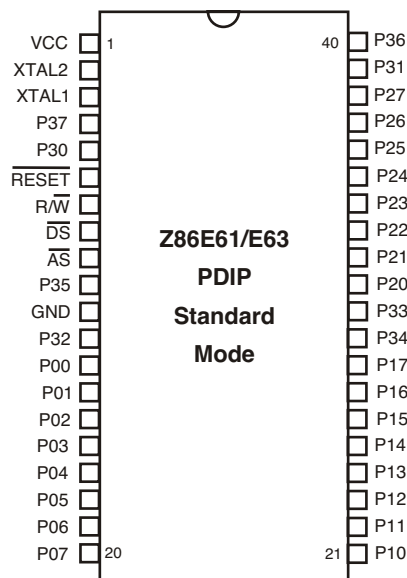 VCC 1 40 P36
XTAL2 P31
XTAL1 P27
P37 P26
P30 P25
RESET P24
R/W P23
DS P22
AS P21
P35 P20
GND P33
P32 P34
P00 P17
P01 P16
P02 P15
P03 P14
P04 P13
P05 P12
P06 P11
P07 20 21 P10
Z86E61/E63
PDIP
Standard
Mode